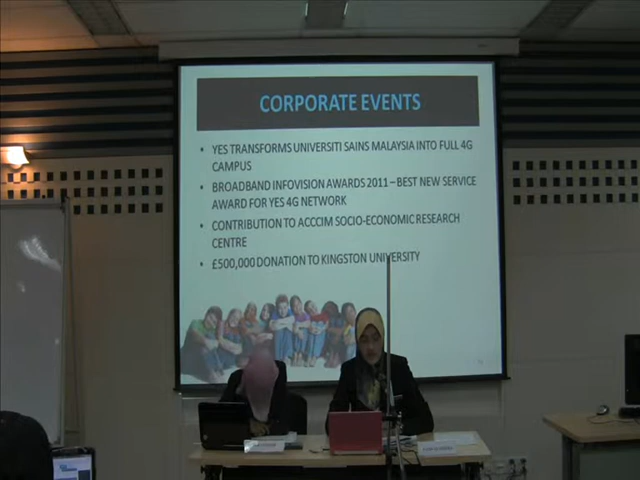 CORPORATE EVENTS
• YES TRANSFORMS UNIVERSITI SAINS MALAYSIA INTO FULL 4G
CAMPUS
• BROADBAND INFOVISION AWARDS 2011 – BEST NEW SERVICE
AWARD FOR YES 4G NETWORK
• CONTRIBUTION TO ACCCIM SOCIO-ECONOMIC RESEARCH
CENTRE
• £500,000 DONATION TO KINGSTON UNIVERSITY